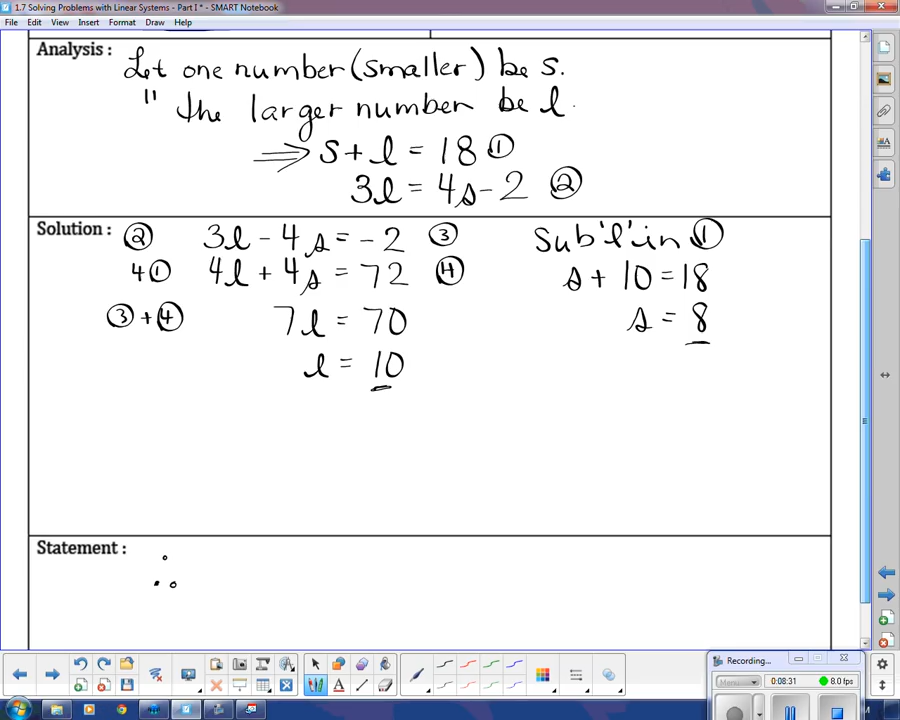 1.7 Solving Problems with Linear Systems - Part I * - SMART Notebook
File Edit View Insert Format Draw Help
Analysis :
Let one number (smaller) be s.
" the larger number be l.
⇒ s + l = 18 ①
3l = 4s - 2 ②
Solution :
② 3l - 4s = - 2 ③
4① 4l + 4s = 72 ④
③ + ④ 7l = 70
l = 10
Sub 'l' in ①
s + 10 = 18
s = 8
Statement : ∴
Recording...
Menu
0:08:31 8.0 fps